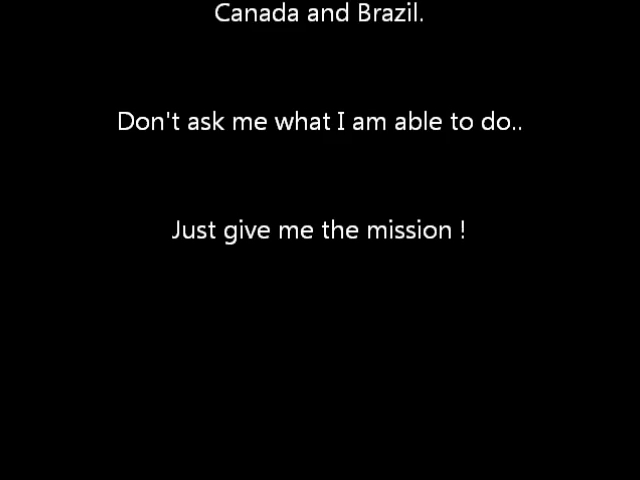 Canada and Brazil.
Don't ask me what I am able to do..
Just give me the mission !